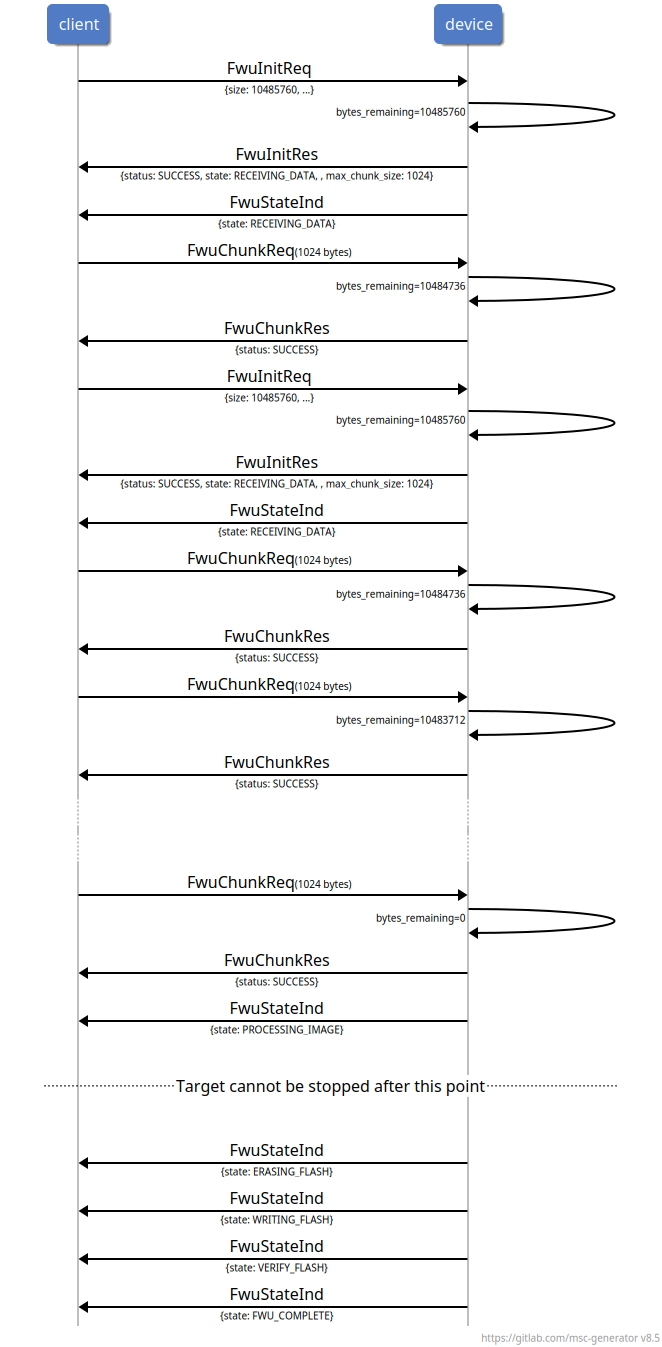 client device
FwuInitReq
{size: 10485760, ...}
bytes_remaining=10485760
FwuInitRes
{status: SUCCESS, state: RECEIVING_DATA, , max_chunk_size: 1024}
FwuStateInd
{state: RECEIVING_DATA}
FwuChunkReq(1024 bytes)
bytes_remaining=10484736
FwuChunkRes
{status: SUCCESS}
FwuInitReq
{size: 10485760, ...}
bytes_remaining=10485760
FwuInitRes
{status: SUCCESS, state: RECEIVING_DATA, , max_chunk_size: 1024}
FwuStateInd
{state: RECEIVING_DATA}
FwuChunkReq(1024 bytes)
bytes_remaining=10484736
FwuChunkRes
{status: SUCCESS}
FwuChunkReq(1024 bytes)
bytes_remaining=10483712
FwuChunkRes
{status: SUCCESS}
FwuChunkReq(1024 bytes)
bytes_remaining=0
FwuChunkRes
{status: SUCCESS}
FwuStateInd
{state: PROCESSING_IMAGE}
Target cannot be stopped after this point
FwuStateInd
{state: ERASING_FLASH}
FwuStateInd
{state: WRITING_FLASH}
FwuStateInd
{state: VERIFY_FLASH}
FwuStateInd
{state: FWU_COMPLETE}
https://gitlab.com/msc-generator v8.5